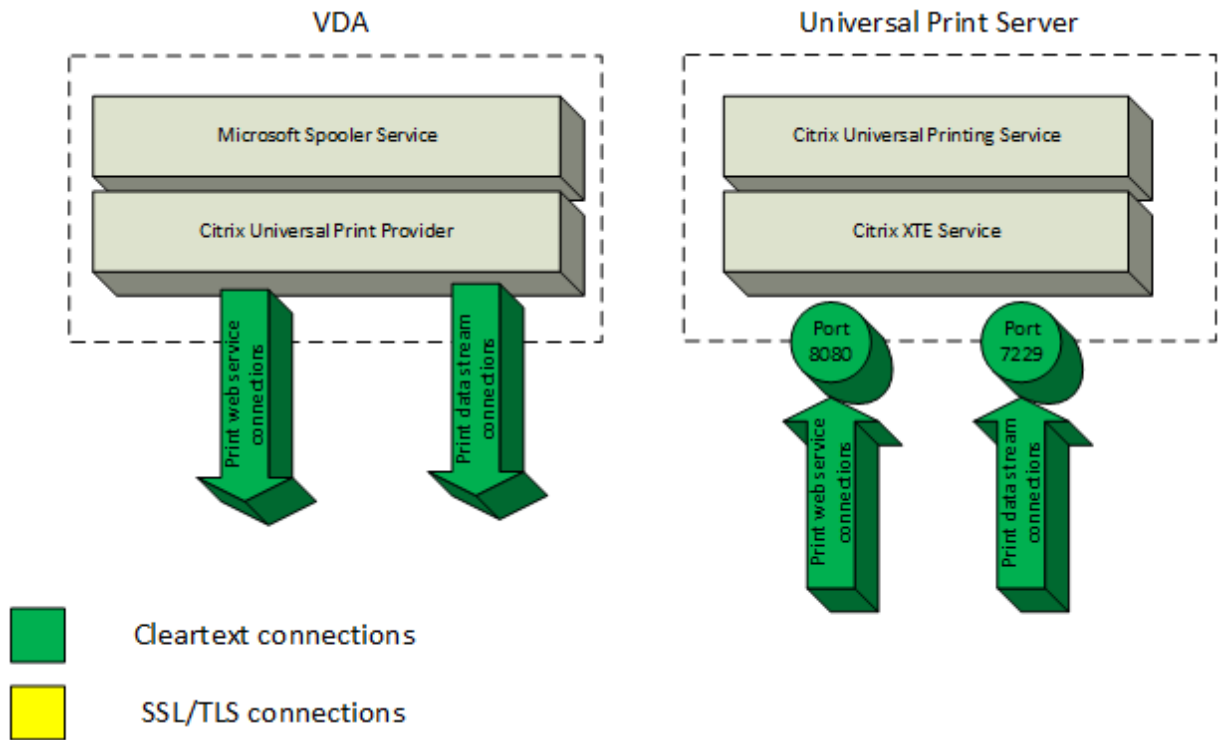 VDA
Universal Print Server
Microsoft Spooler Service
Citrix Universal Print Provider
Citrix Universal Printing Service
Citrix XTE Service
Print web service
connections
Print data stream
connections
Port
8080
Port
7229
Print web service
connections
Print data stream
connections
Cleartext connections
SSL/TLS connections